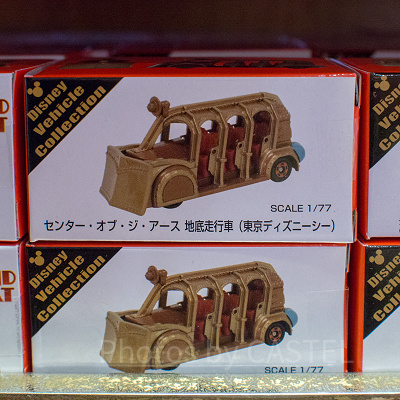 Disney
Vehicle
Collection
SCALE 1/77
センター・オブ・ジ・アース 地底走行車（東京ディズニーシー）
Disney
Vehicle
Collection
SCALE 1/77
Photos by CASTEL